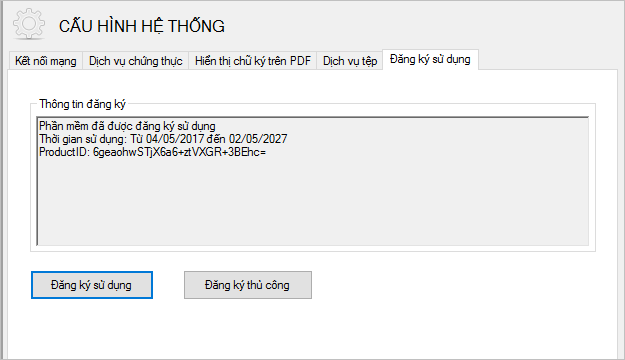 CẤU HÌNH HỆ THỐNG
Kết nối mạng Dịch vụ chứng thực Hiển thị chữ ký trên PDF Dịch vụ tệp Đăng ký sử dụng
Thông tin đăng ký
Phần mềm đã được đăng ký sử dụng
Thời gian sử dụng: Từ 04/05/2017 đến 02/05/2027
ProductID: 6geaohwSTjX6a6+ztVXGR+3BEhc=
Đăng ký sử dụng Đăng ký thủ công